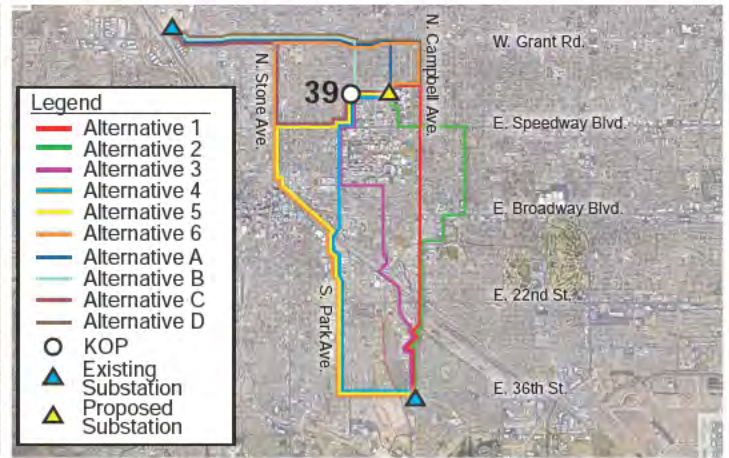 W. Grant Rd.
N. Campbell Ave.
N. Stone Ave.
39
E. Speedway Blvd.
E. Broadway Blvd.
E. 22nd St.
S. Park Ave.
E. 36th St.
Legend
Alternative 1
Alternative 2
Alternative 3
Alternative 4
Alternative 5
Alternative 6
Alternative A
Alternative B
Alternative C
Alternative D
KOP
Existing
Substation
Proposed
Substation